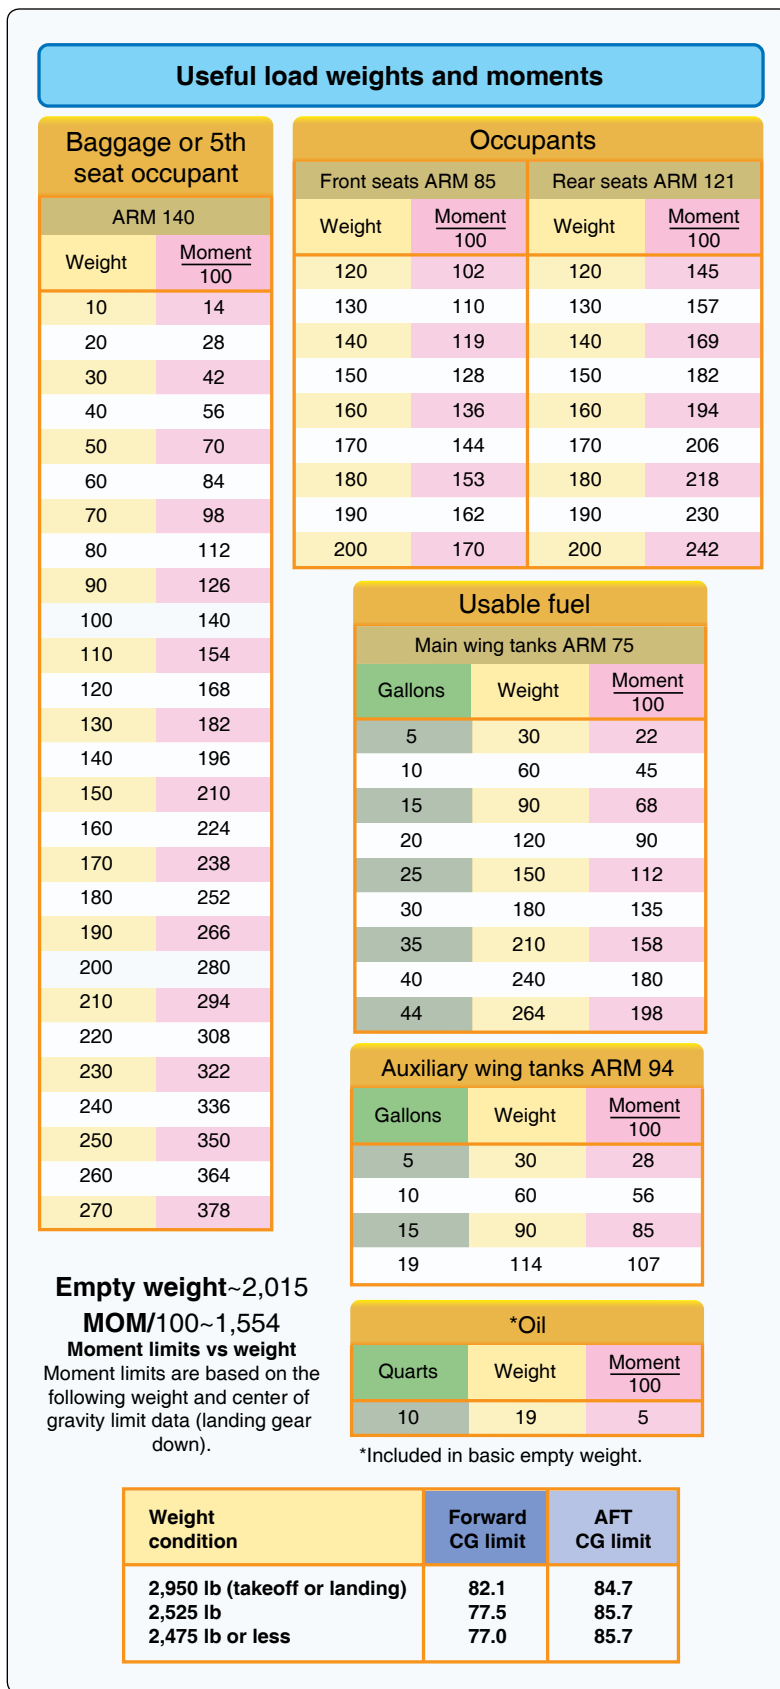 Useful load weights and moments
Baggage or 5th
seat occupant
ARM 140
Weight Moment
100
10 14
20 28
30 42
40 56
50 70
60 84
70 98
80 112
90 126
100 140
110 154
120 168
130 182
140 196
150 210
160 224
170 238
180 252
190 266
200 280
210 294
220 308
230 322
240 336
250 350
260 364
270 378
Occupants
Front seats ARM 85 Rear seats ARM 121
Weight Moment Weight Moment
100 100
120 102 120 145
130 110 130 157
140 119 140 169
150 128 150 182
160 136 160 194
170 144 170 206
180 153 180 218
190 162 190 230
200 170 200 242
Usable fuel
Main wing tanks ARM 75
Gallons Weight Moment
100
5 30 22
10 60 45
15 90 68
20 120 90
25 150 112
30 180 135
35 210 158
40 240 180
44 264 198
Auxiliary wing tanks ARM 94
Gallons Weight Moment
100
5 30 28
10 60 56
15 90 85
19 114 107
*Oil
Quarts Weight Moment
100
10 19 5
*Included in basic empty weight.
Empty weight~2,015
MOM/100~1,554
Moment limits vs weight
Moment limits are based on the
following weight and center of
gravity limit data (landing gear
down).
Weight Forward AFT
condition CG limit CG limit
2,950 lb (takeoff or landing) 82.1 84.7
2,525 lb 77.5 85.7
2,475 lb or less 77.0 85.7